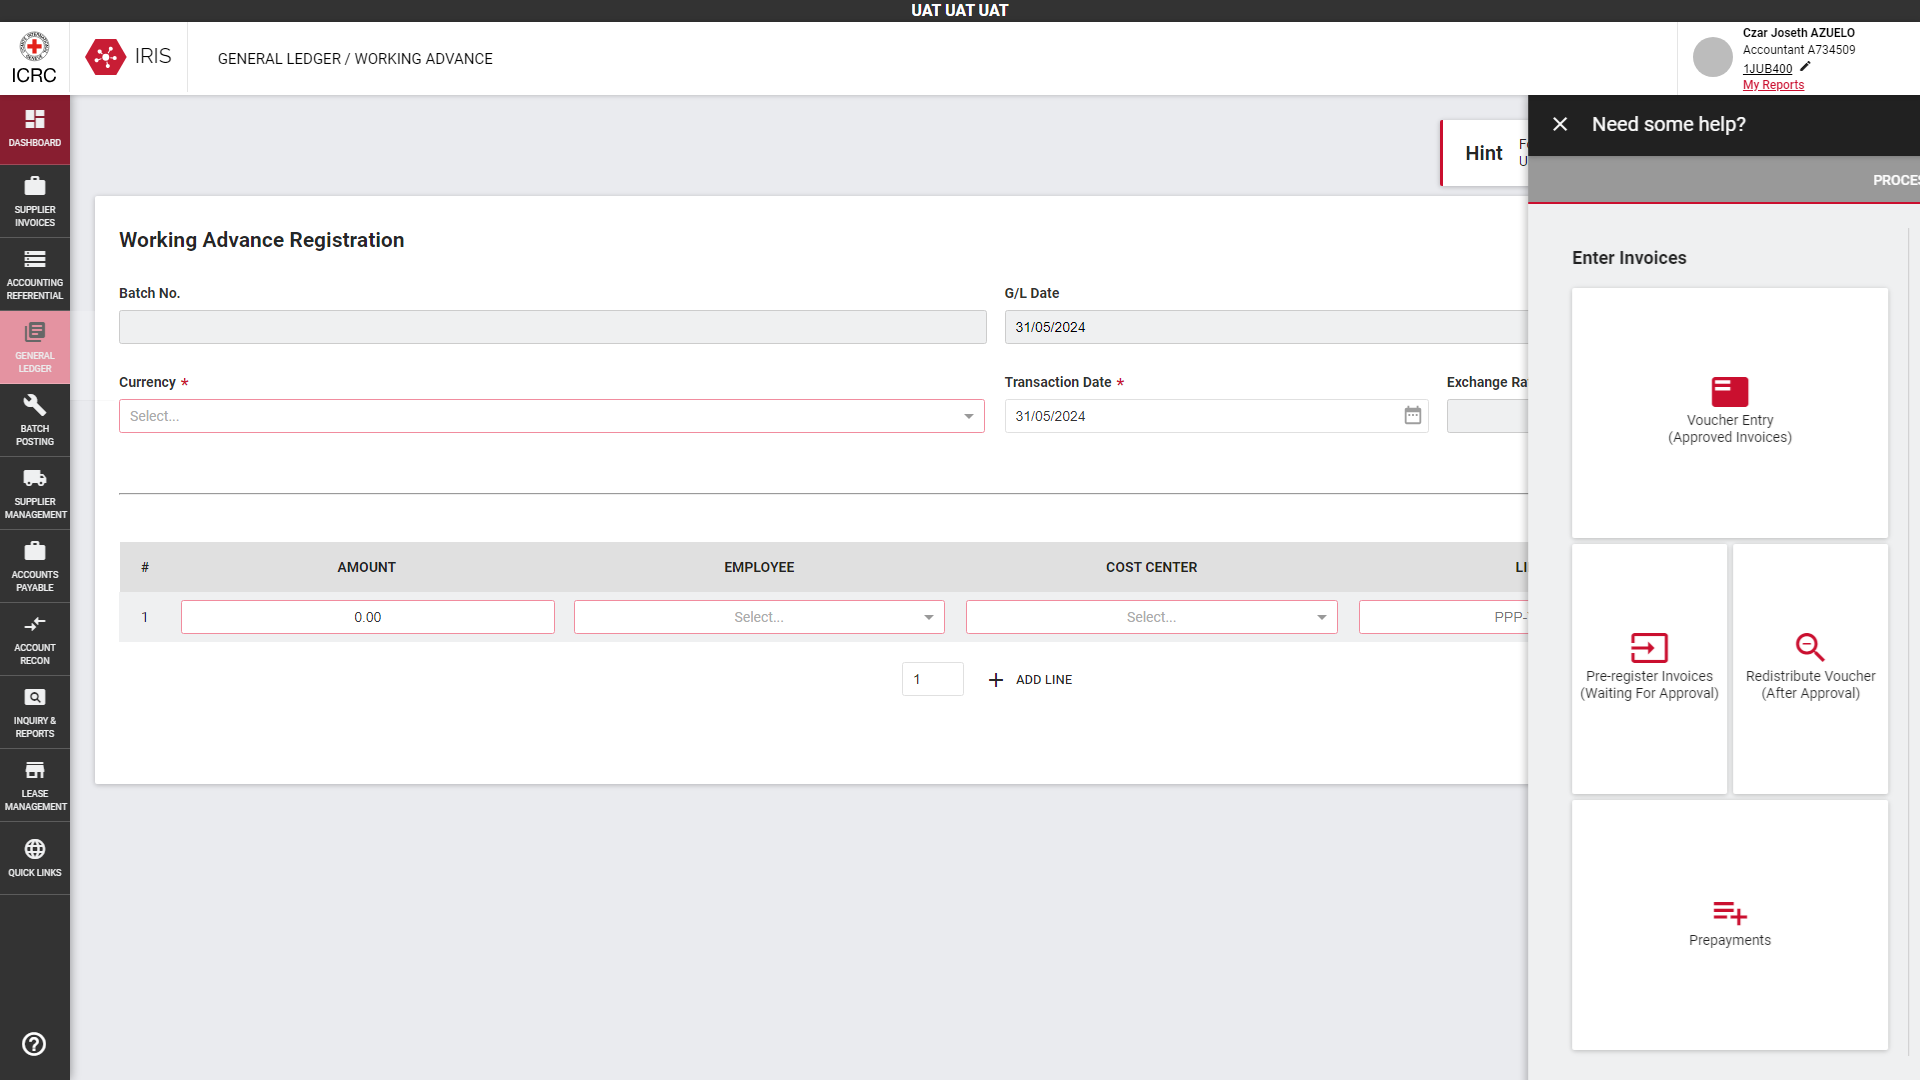 UAT UAT UAT
ICRC
IRIS
GENERAL LEDGER / WORKING ADVANCE
Czar Joseth AZUELO
Accountant A734509
1JUB400
My Reports
DASHBOARD
SUPPLIER
INVOICES
ACCOUNTING
REFERENTIAL
GENERAL
LEDGER
BATCH
POSTING
SUPPLIER
MANAGEMENT
ACCOUNTS
PAYABLE
ACCOUNT
RECON
INQUIRY &
REPORTS
LEASE
MANAGEMENT
QUICK LINKS
Hint
Working Advance Registration
Batch No.
G/L Date
31/05/2024
Currency *
Transaction Date *
Exchange Ra
Select...
31/05/2024
# AMOUNT EMPLOYEE COST CENTER LI
1 0.00 Select... Select... PPP-
1 ADD LINE
Need some help?
PROCES
Enter Invoices
Voucher Entry
(Approved Invoices)
Pre-register Invoices
(Waiting For Approval)
Redistribute Voucher
(After Approval)
Prepayments